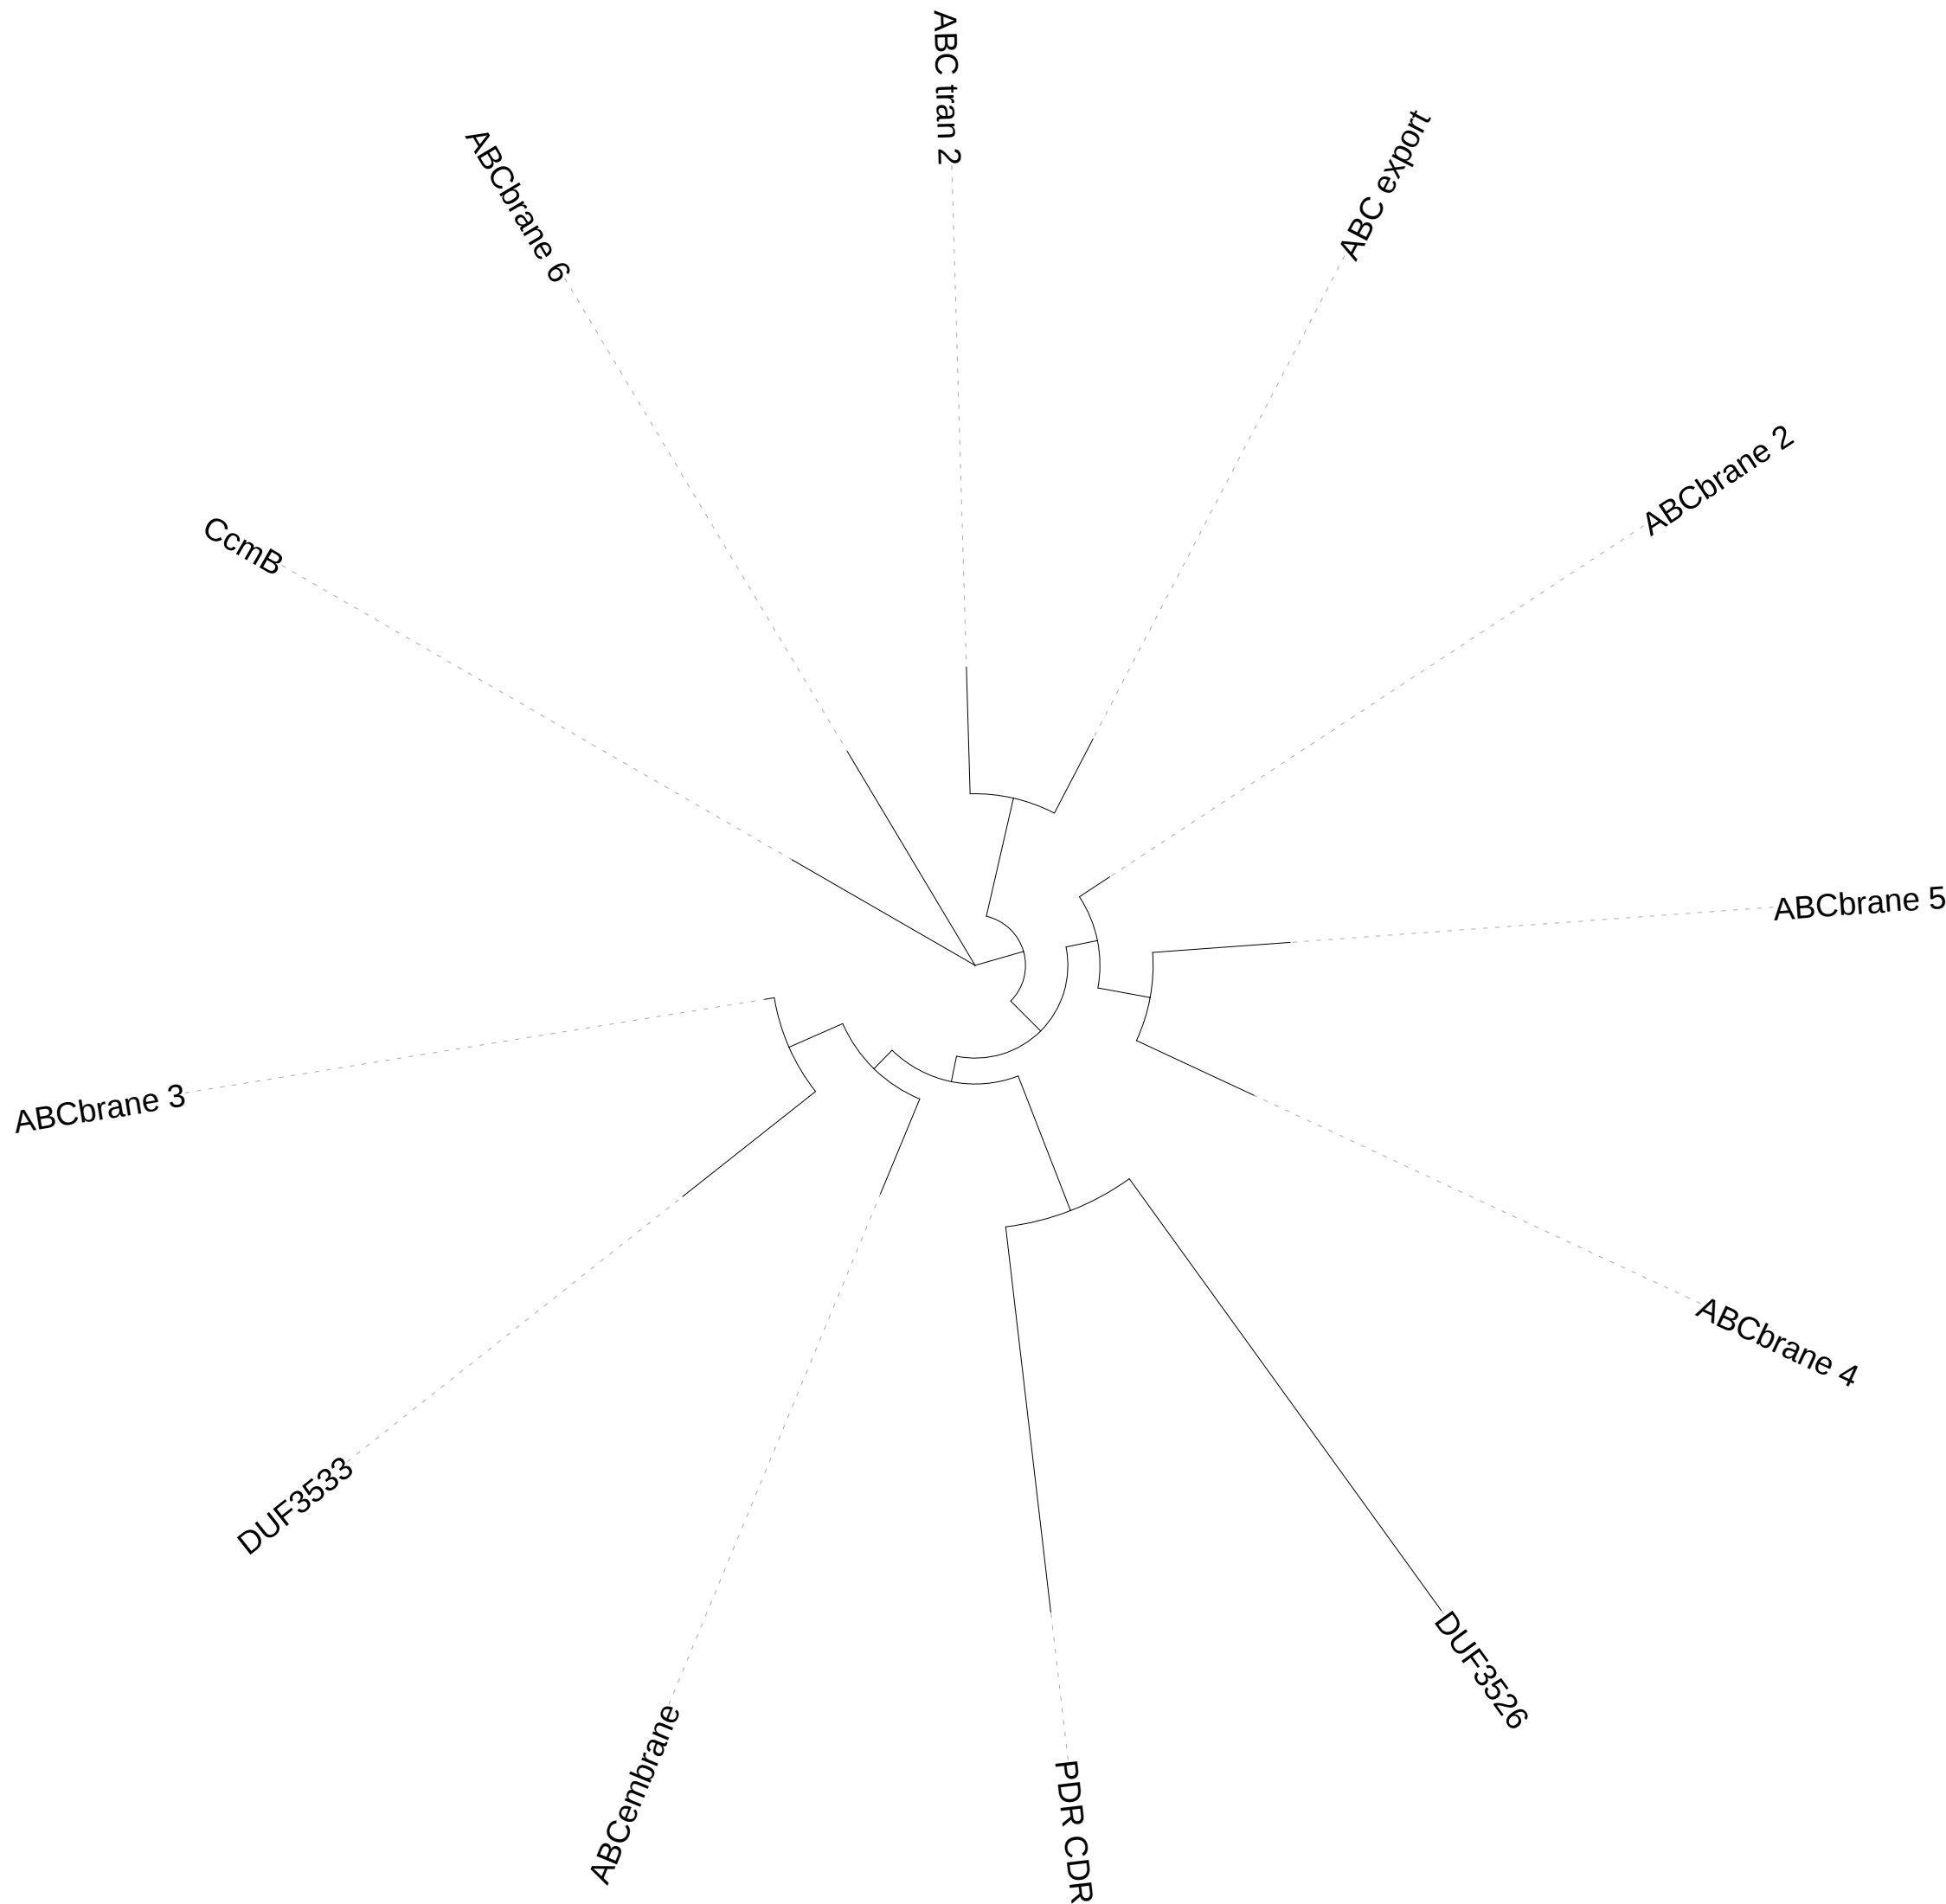 ABC tran 2
ABC export
ABCbrane 6
ABCbrane 2
CcmB
ABCbrane 5
ABCbrane 3
ABCbrane 4
DUF3533
DUF3526
ABCembrane
PDR CDR